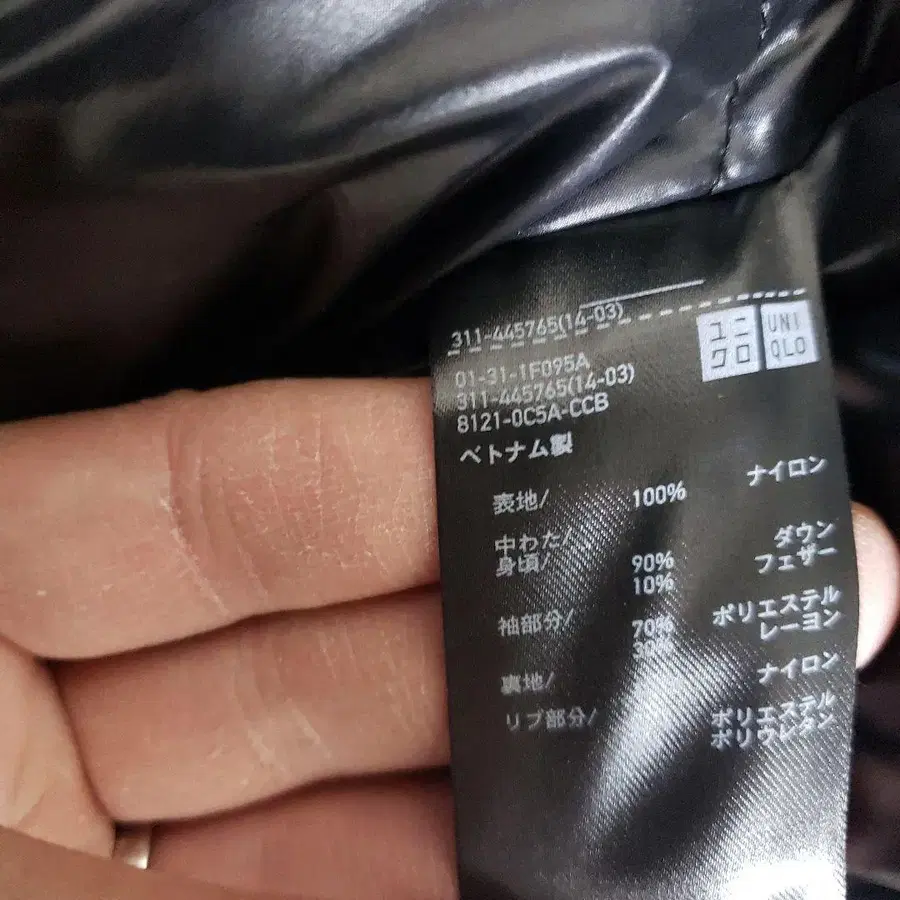 311-445765(14-03)
ユニ
クロ
UNI
QLO
01-31-1F095A
311-445765(14-03)
8121-0C5A-CCB
ベトナム製
表地/ 100% ナイロン
中わた/
身頃/ 90% ダウン
10% フェザー
袖部分/ 70% ポリエステル
30% レーヨン
裏地/ ナイロン
リブ部分/ ポリエステル
ポリウレタン